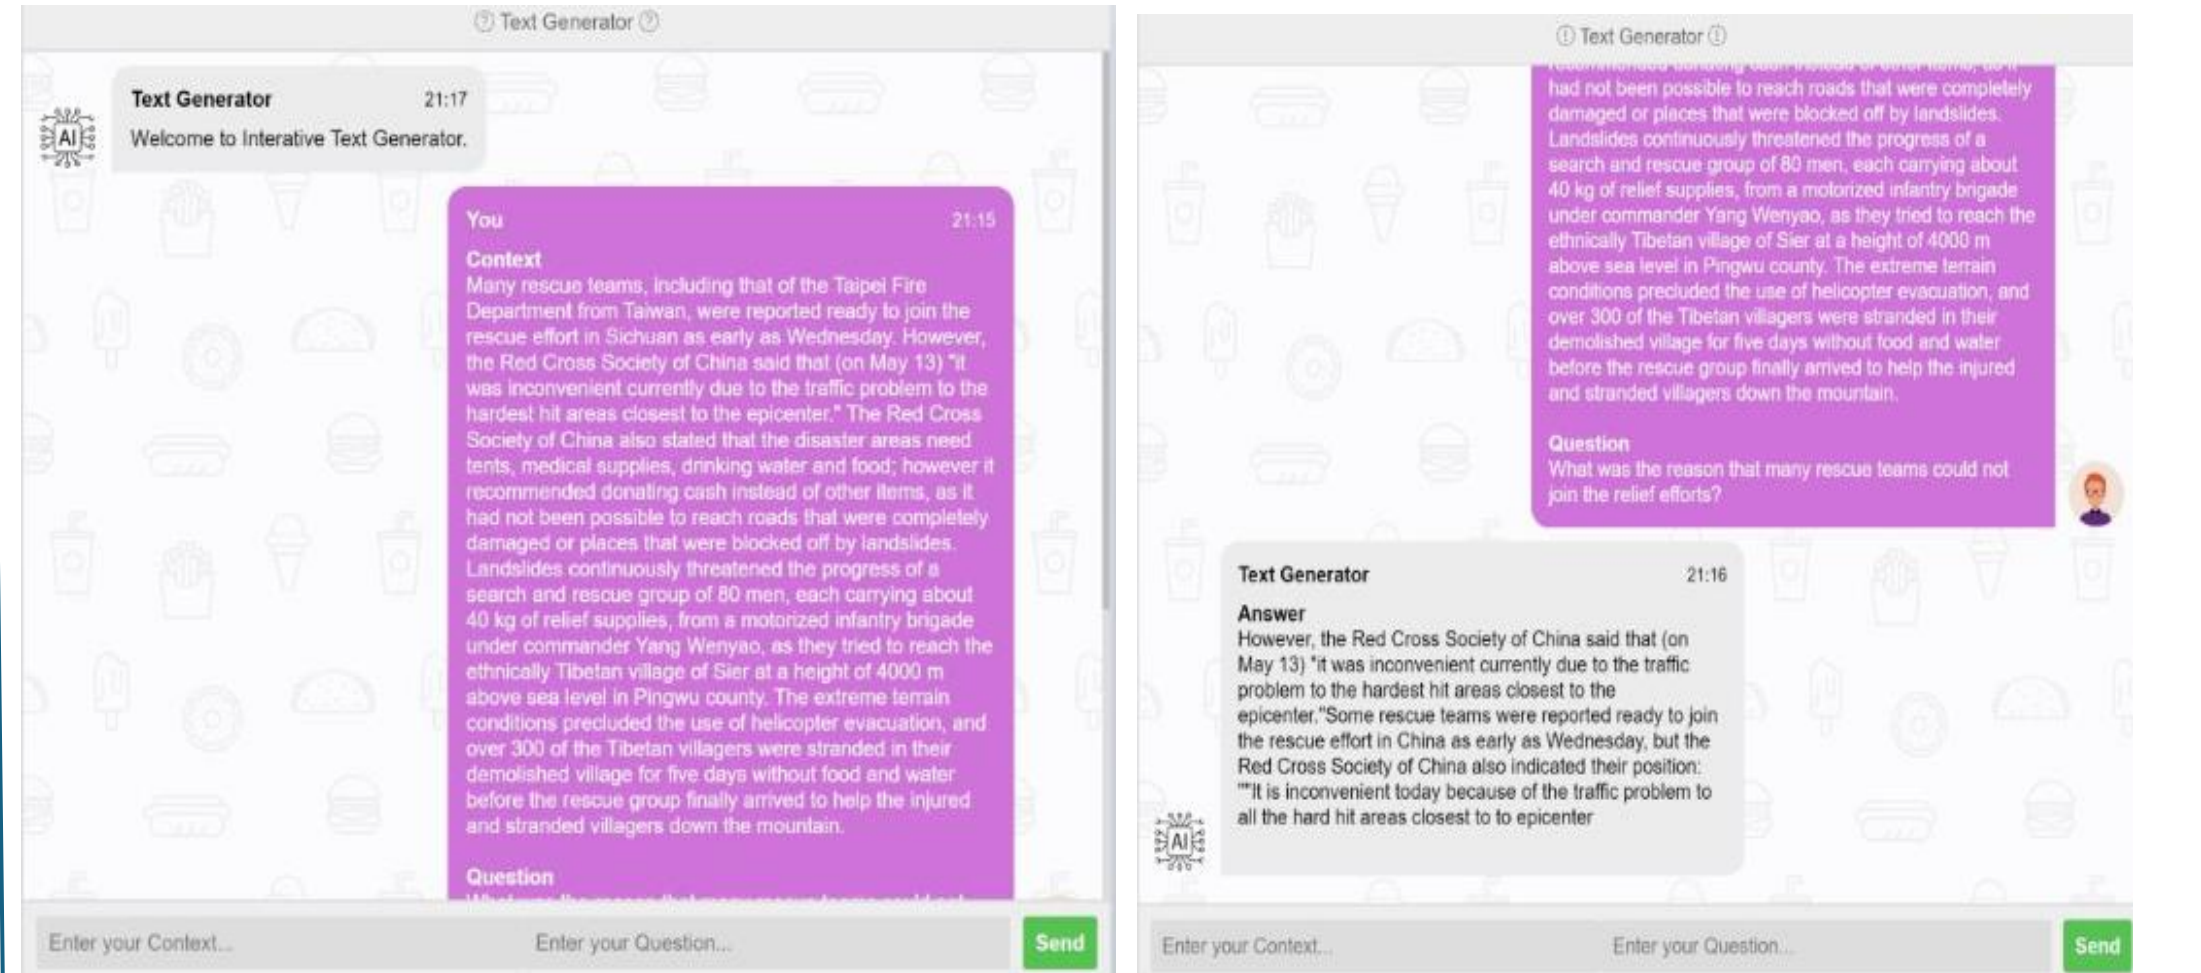 Text Generator
Text Generator 21:17
Welcome to Interative Text Generator.
You 21:15
Context
Many rescue teams, including that of the Taipei Fire
Department from Taiwan, were reported ready to join the
rescue effort in Sichuan as early as Wednesday. However,
the Red Cross Society of China said that (on May 13) "it
was inconvenient currently due to the traffic problem to the
hardest hit areas closest to the epicenter." The Red Cross
Society of China also stated that the disaster areas need
tents, medical supplies, drinking water and food; however it
recommended donating cash instead of other items, as it
had not been possible to reach roads that were completely
damaged or places that were blocked off by landslides.
Landslides continuously threatened the progress of a
search and rescue group of 80 men, each carrying about
40 kg of relief supplies, from a motorized infantry brigade
under commander Yang Wenyao, as they tried to reach the
ethnically Tibetan village of Sier at a height of 4000 m
above sea level in Pingwu county. The extreme terrain
conditions precluded the use of helicopter evacuation, and
over 300 of the Tibetan villagers were stranded in their
demolished village for five days without food and water
before the rescue group finally arrived to help the injured
and stranded villagers down the mountain.
Question
Enter your Context... Enter your Question... Send
Text Generator
had not been possible to reach roads that were completely
damaged or places that were blocked off by landslides.
Landslides continuously threatened the progress of a
search and rescue group of 80 men, each carrying about
40 kg of relief supplies, from a motorized infantry brigade
under commander Yang Wenyao, as they tried to reach the
ethnically Tibetan village of Sier at a height of 4000 m
above sea level in Pingwu county. The extreme terrain
conditions precluded the use of helicopter evacuation, and
over 300 of the Tibetan villagers were stranded in their
demolished village for five days without food and water
before the rescue group finally arrived to help the injured
and stranded villagers down the mountain.
Question
What was the reason that many rescue teams could not
join the relief efforts?
Text Generator 21:16
Answer
However, the Red Cross Society of China said that (on
May 13) "it was inconvenient currently due to the traffic
problem to the hardest hit areas closest to the
epicenter."Some rescue teams were reported ready to join
the rescue effort in China as early as Wednesday, but the
Red Cross Society of China also indicated their position:
""It is inconvenient today because of the traffic problem to
all the hard hit areas closest to to epicenter
AI
Enter your Context... Enter your Question... Send